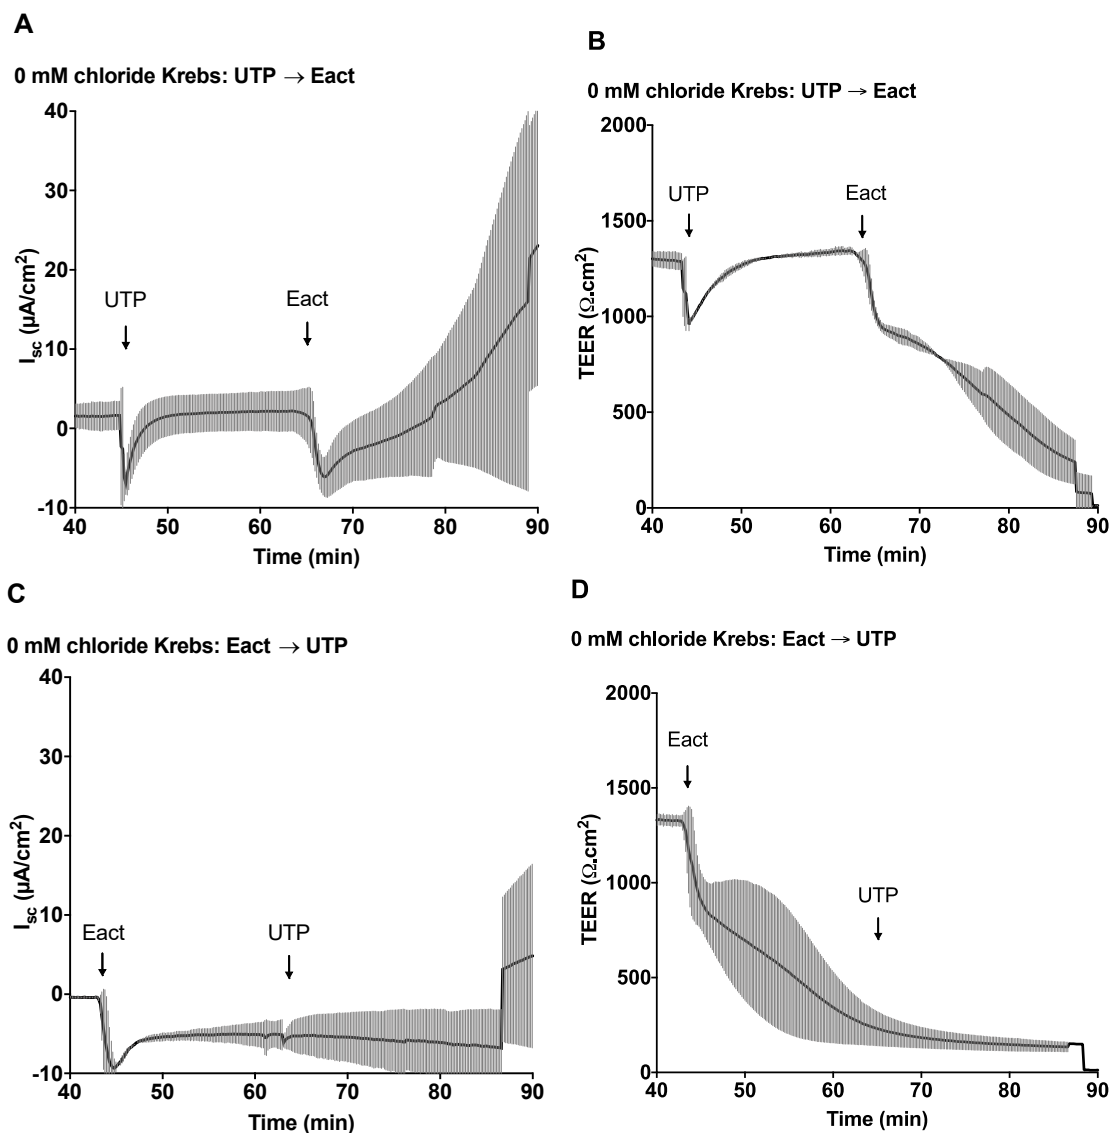 A
0 mM chloride Krebs: UTP → Eact
40
30
20
10
0
-10
Isc (µA/cm2)
UTP
Eact
40 50 60 70 80 90
Time (min)
B
0 mM chloride Krebs: UTP → Eact
2000
1500
1000
500
0
TEER (Ω.cm2)
UTP
Eact
40 50 60 70 80 90
Time (min)
C
0 mM chloride Krebs: Eact → UTP
40
30
20
10
0
-10
Isc (µA/cm2)
Eact
UTP
40 50 60 70 80 90
Time (min)
D
0 mM chloride Krebs: Eact → UTP
2000
1500
1000
500
0
TEER (Ω.cm2)
Eact
UTP
40 50 60 70 80 90
Time (min)